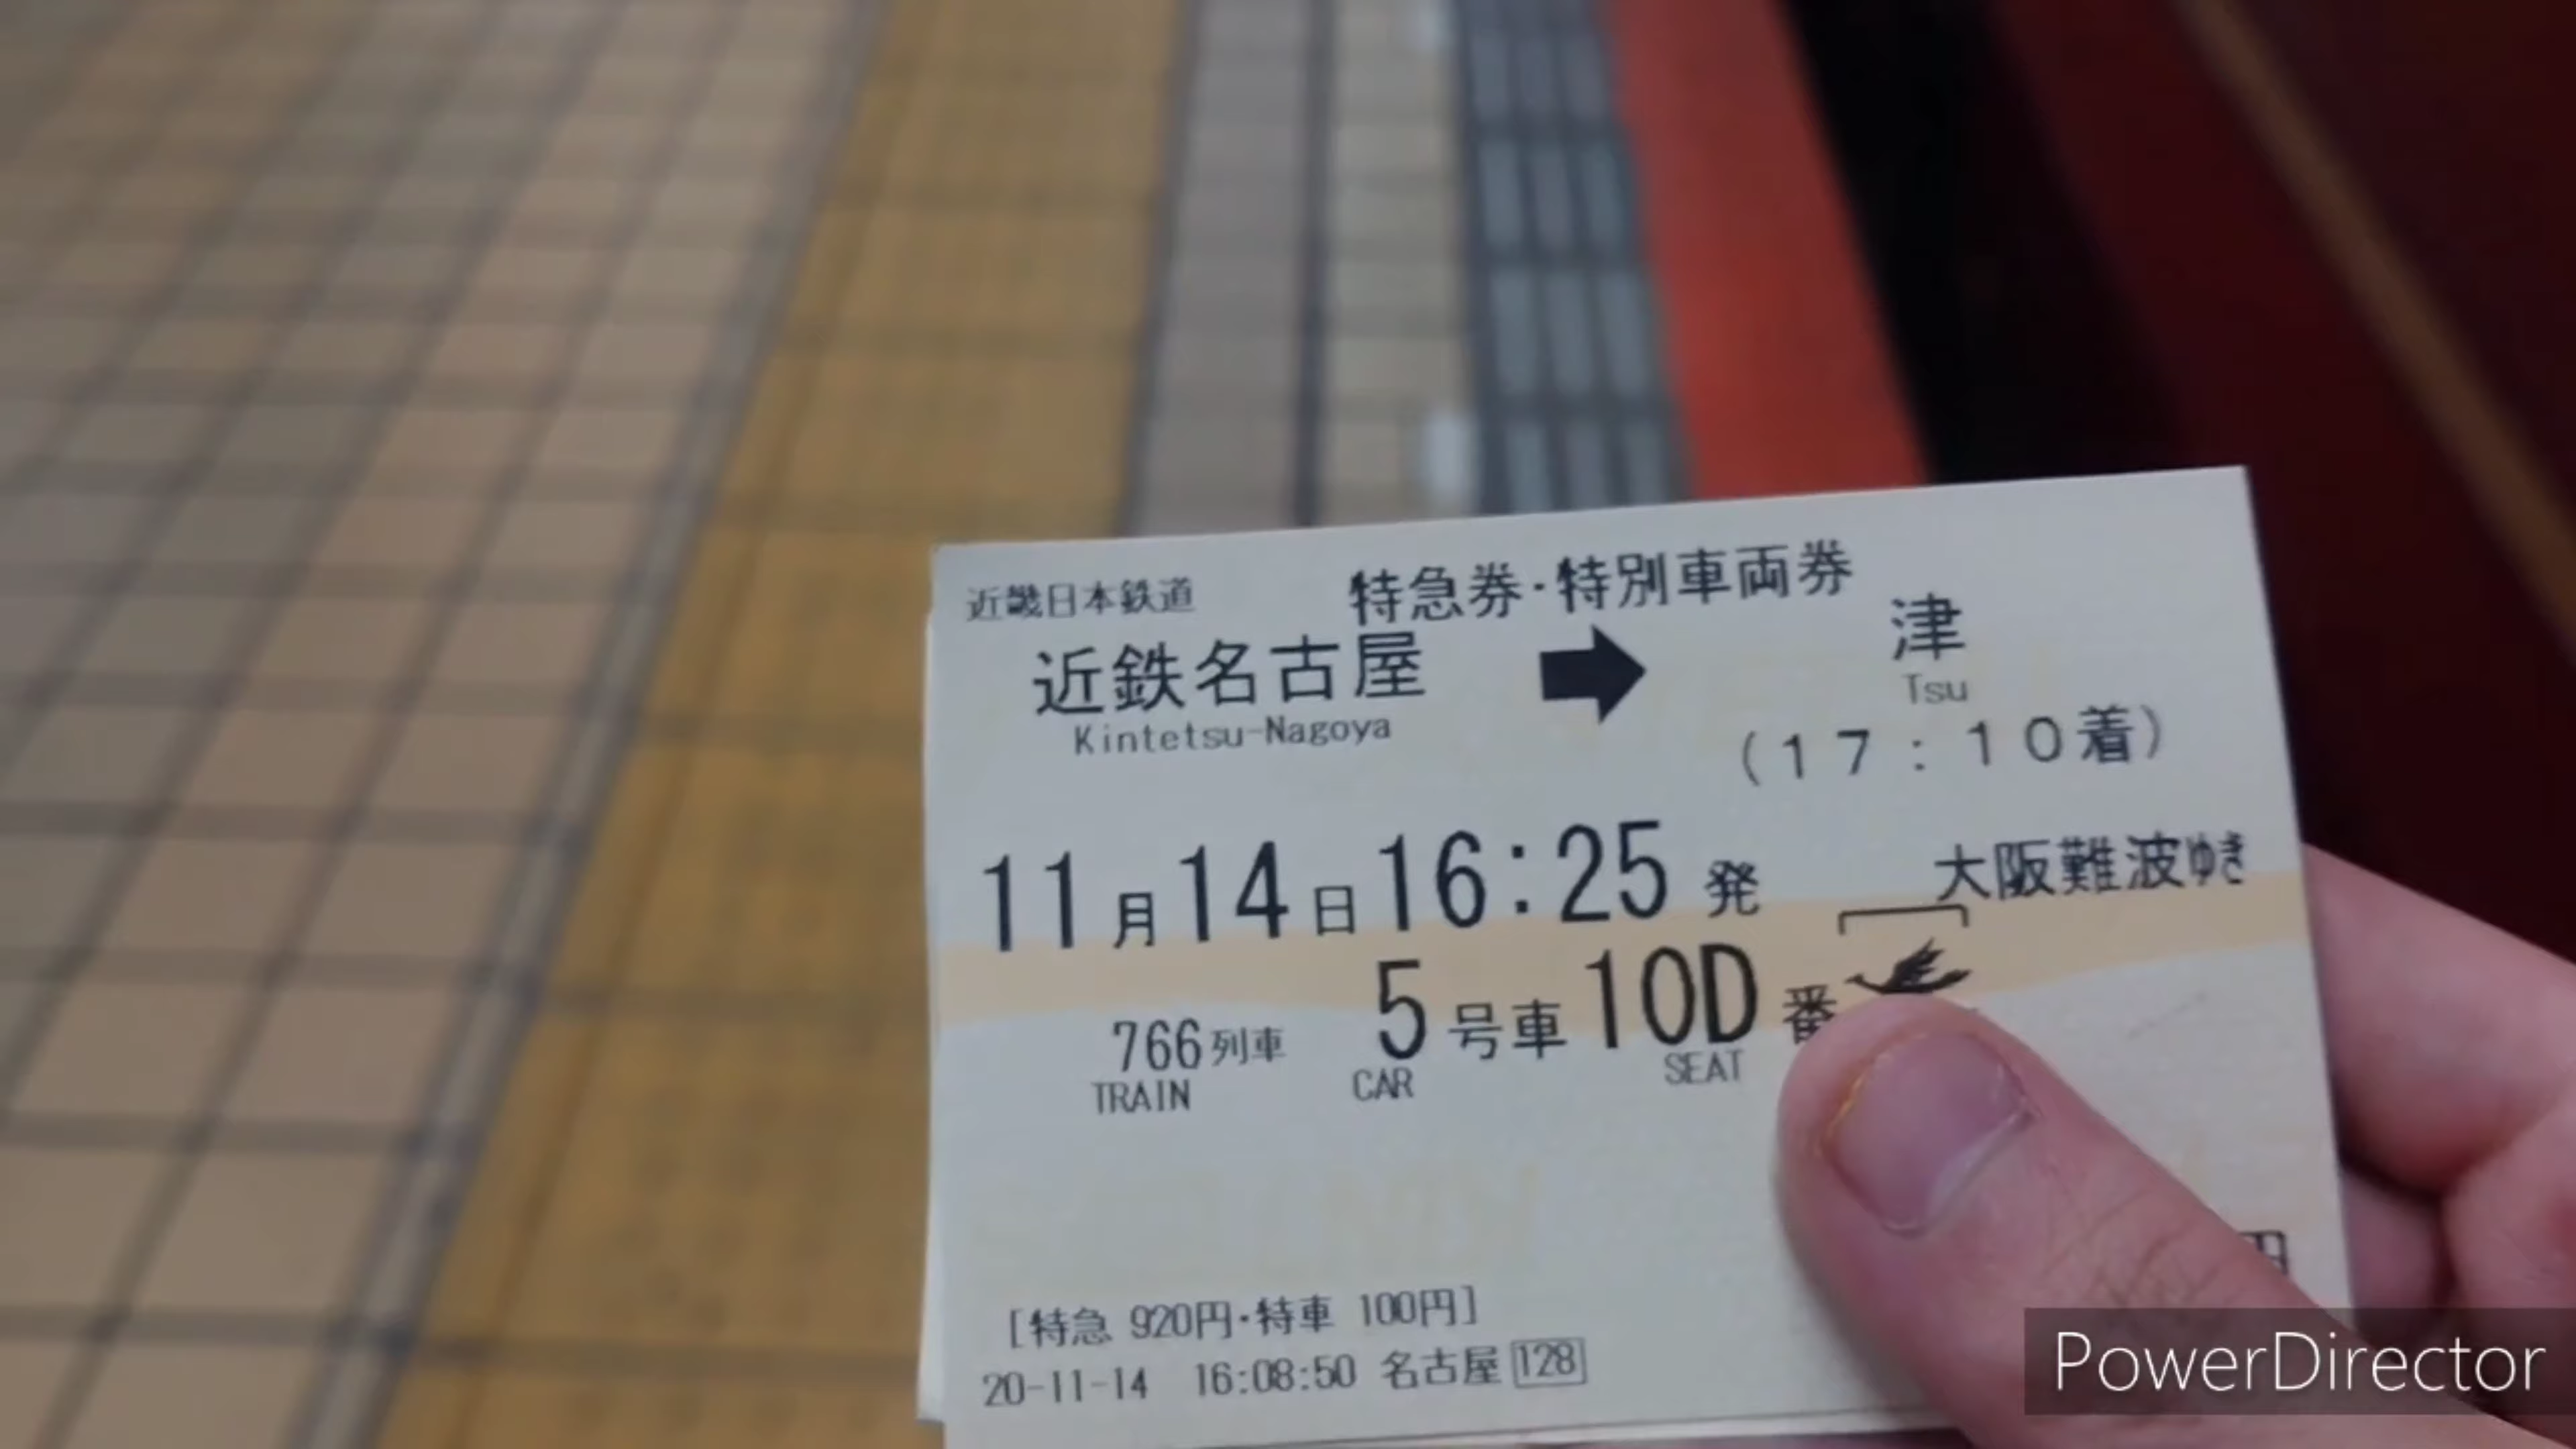 近畿日本鉄道 特急券・特別車両券
近鉄名古屋 ➡ 津
Kintetsu-Nagoya Tsu
(17:10着)
11月14日16:25発 大阪難波ゆき
766列車 5号車 10D番
TRAIN CAR SEAT
円
[特急 920円・特車 100円]
20-11-14 16:08:50 名古屋 128
PowerDirector